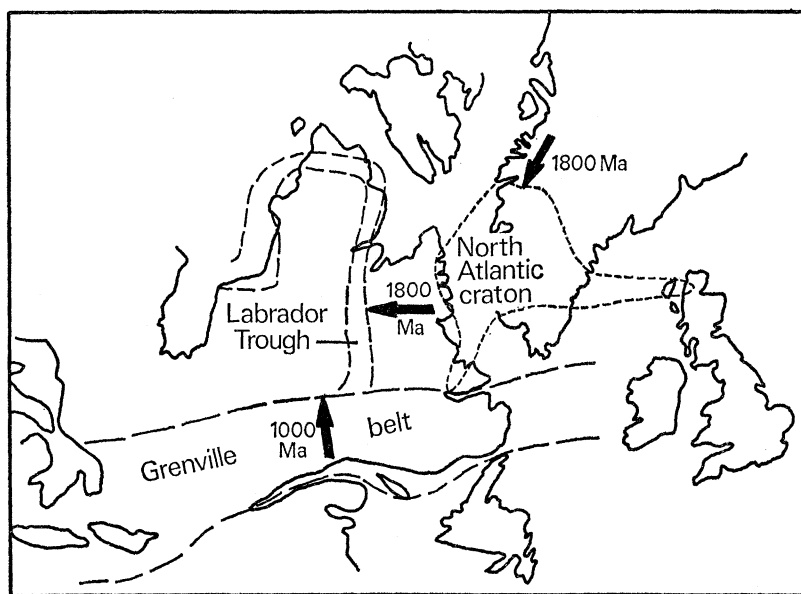 1800 Ma
North
Atlantic
craton
1800
Ma
Labrador
Trough
1000
Ma
belt
Grenville